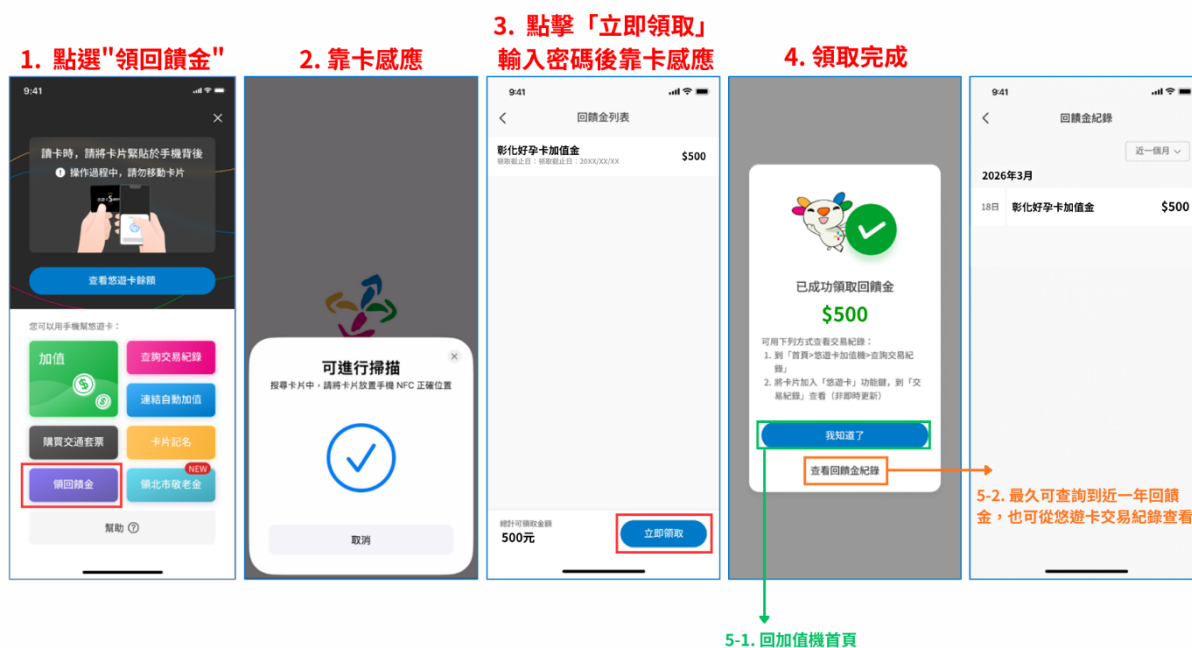 1. 點選"領回饋金"
9:41
讀卡時，請將卡片緊貼於手機背後
操作過程中，請勿移動卡片
查看悠遊卡餘額
您可以用手機幫悠遊卡：
加值
查詢交易紀錄
連結自動加值
購買交通套票
卡片記名
領回饋金
NEW
領北市敬老金
幫助
2. 靠卡感應
可進行掃描
搜尋卡片中，請將卡片放置手機 NFC 正確位置
取消
3. 點擊「立即領取」
輸入密碼後靠卡感應
9:41
回饋金列表
彰化好孕卡加值金
領取截止日：領取截止日：20XX/XX/XX
$500
總計可領取金額
500元
立即領取
4. 領取完成
已成功領取回饋金
$500
可用下列方式查看交易紀錄：
1. 到「首頁>悠遊卡加值機>查詢交易紀
錄」
2. 將卡片加入「悠遊卡」功能鍵，到「交
易紀錄」查看（非即時更新）
我知道了
查看回饋金紀錄
5-1. 回加值機首頁
9:41
回饋金紀錄
近一個月
2026年3月
18日 彰化好孕卡加值金 $500
5-2. 最久可查詢到近一年回饋
金，也可從悠遊卡交易紀錄查看